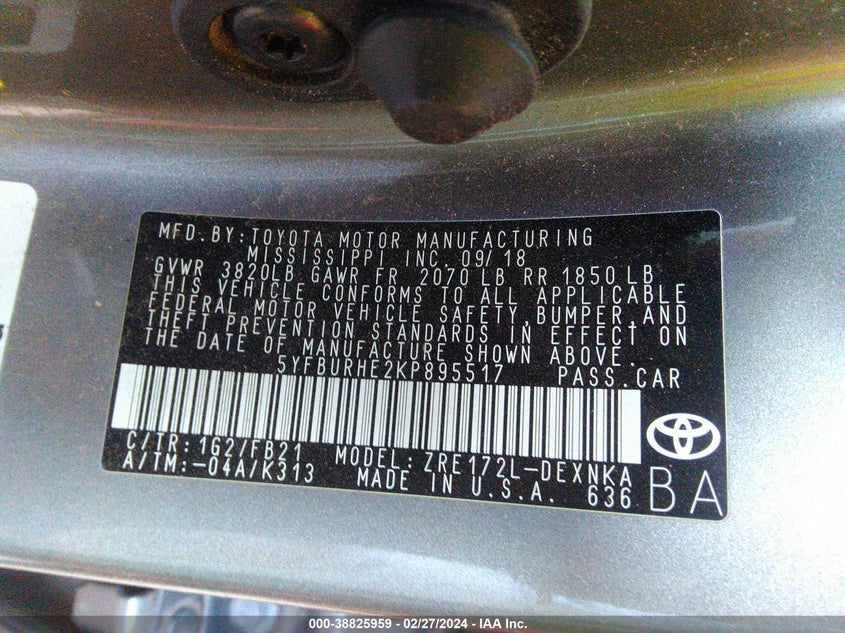 MFD.BY:TOYOTA MOTOR MANUFACTURING
MISSISSIPPI INC. 09/18
GVWR 3820LB GAWR FR 2070 LB RR 1850 LB
THIS VEHICLE CONFORMS TO ALL APPLICABLE
FEDERAL MOTOR VEHICLE SAFETY,BUMPER,AND
THEFT PREVENTION STANDARDS IN EFFECT ON
THE DATE OF MANUFACTURE SHOWN ABOVE.
5YFBURHE2KP895517 PASS.CAR
C/TR:1G2/FB21 MODEL:ZRE172L-DEXNKA
A/TM:-04A/K313 MADE IN U.S.A. 636
BA
000-38825959 - 02/27/2024 - IAA Inc.